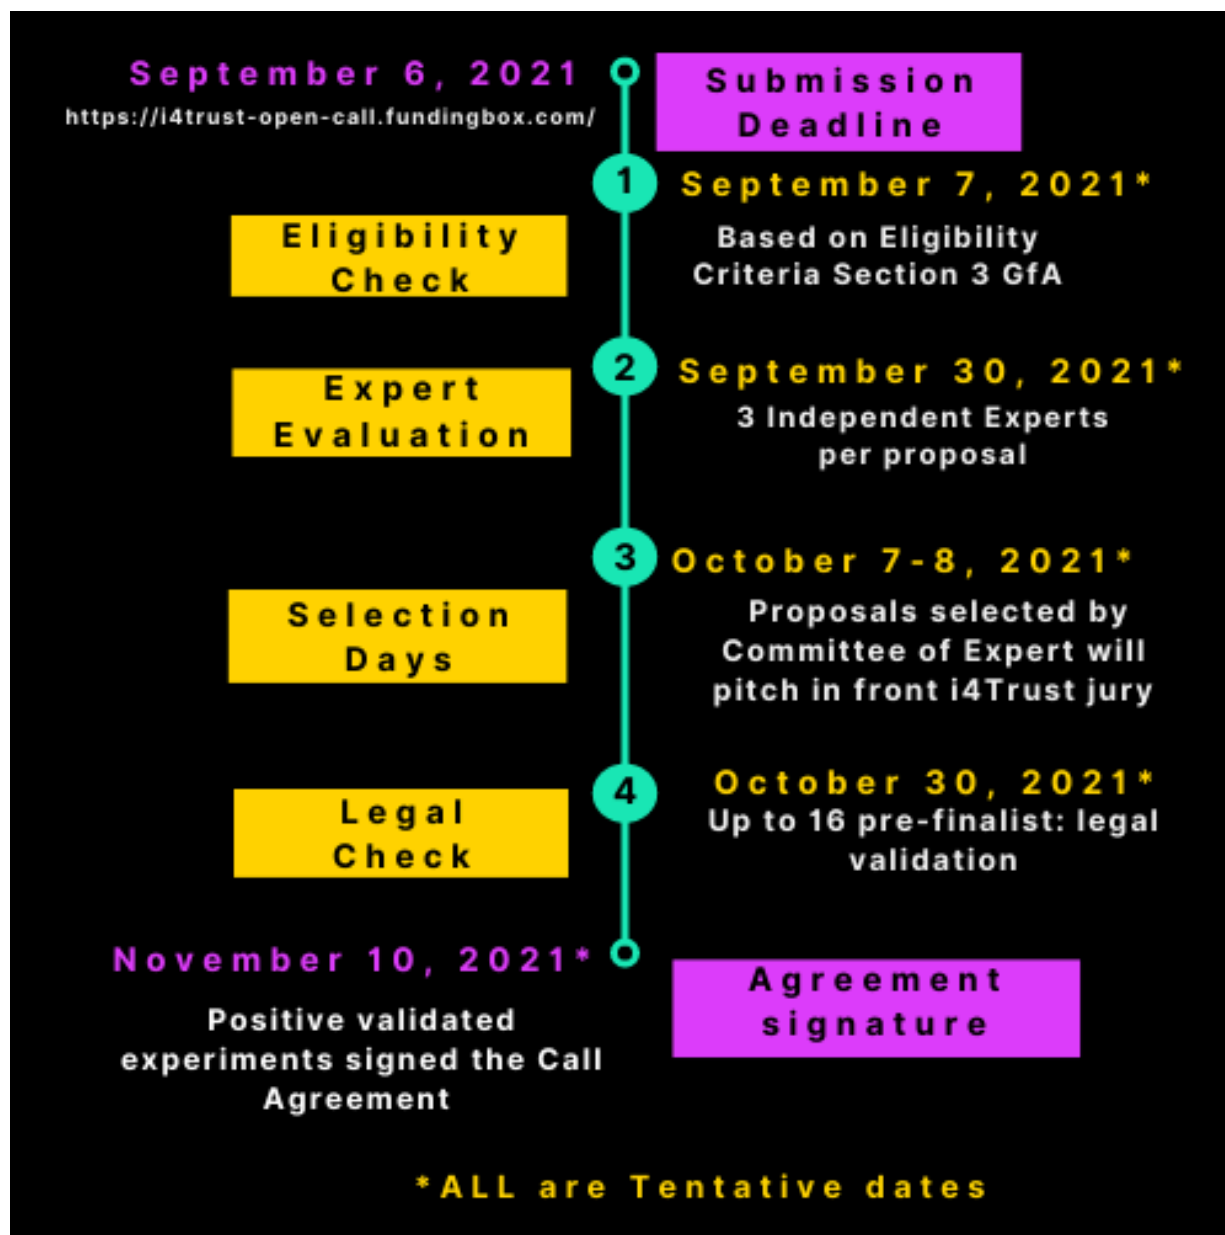 September 6, 2021
https://i4trust-open-call.fundingbox.com/
Submission
Deadline
1
September 7, 2021*
Eligibility
Check
Based on Eligibility
Criteria Section 3 GfA
2
September 30, 2021*
Expert
Evaluation
3 Independent Experts
per proposal
3
October 7-8, 2021*
Selection
Days
Proposals selected by
Committee of Expert will
pitch in front i4Trust jury
4
October 30, 2021*
Legal
Check
Up to 16 pre-finalist: legal
validation
November 10, 2021*
Agreement
signature
Positive validated
experiments signed the Call
Agreement
*ALL are Tentative dates